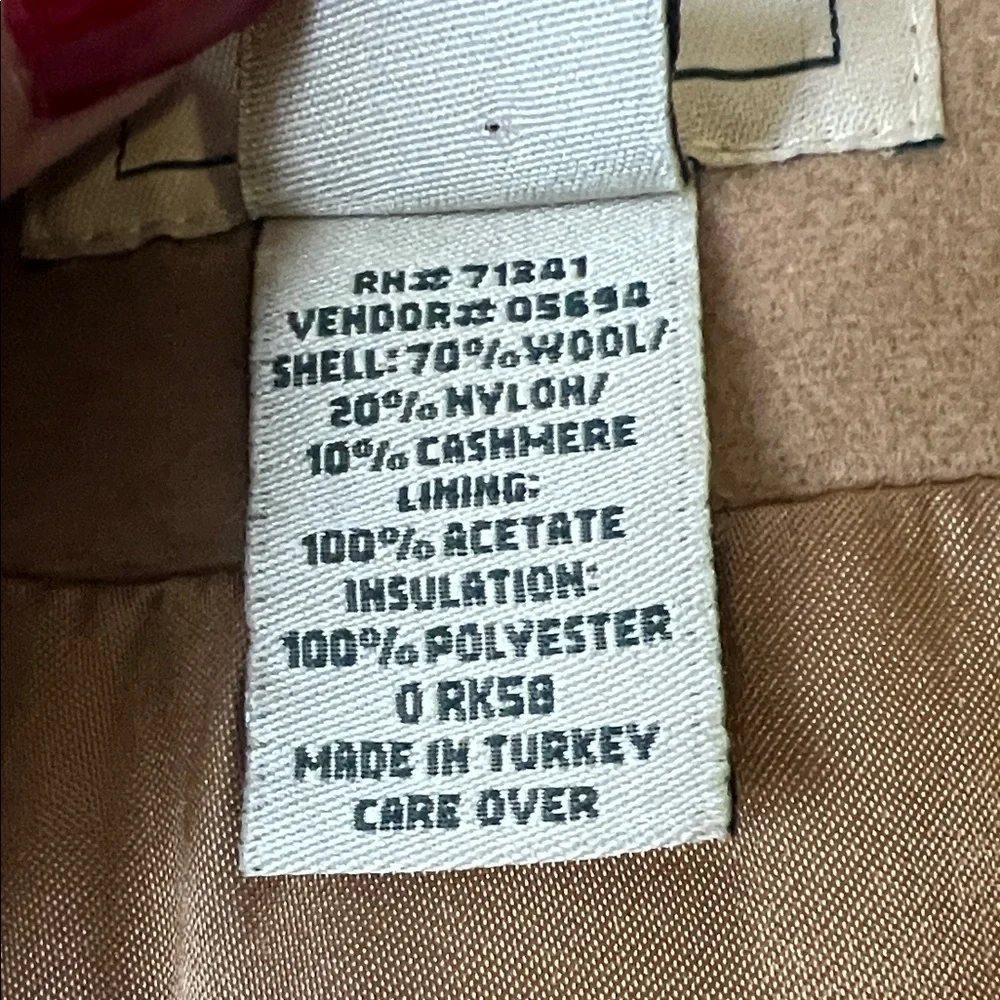 RN# 71341
VENDOR# 05694
SHELL: 70% WOOL/
20% NYLON/
10% CASHMERE
LINING:
100% ACETATE
INSULATION:
100% POLYESTER
0 RK58
MADE IN TURKEY
CARE OVER